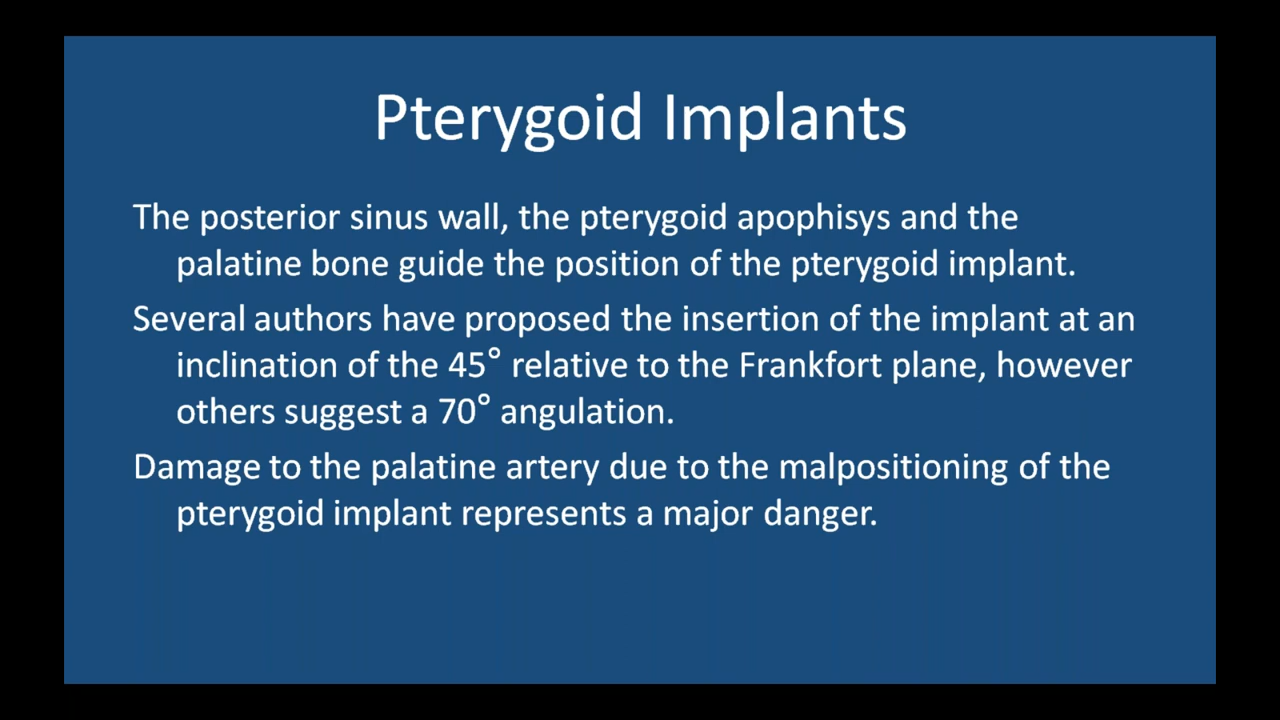 Pterygoid Implants
The posterior sinus wall, the pterygoid apophisys and the
palatine bone guide the position of the pterygoid implant.
Several authors have proposed the insertion of the implant at an
inclination of the 45° relative to the Frankfort plane, however
others suggest a 70° angulation.
Damage to the palatine artery due to the malpositioning of the
pterygoid implant represents a major danger.